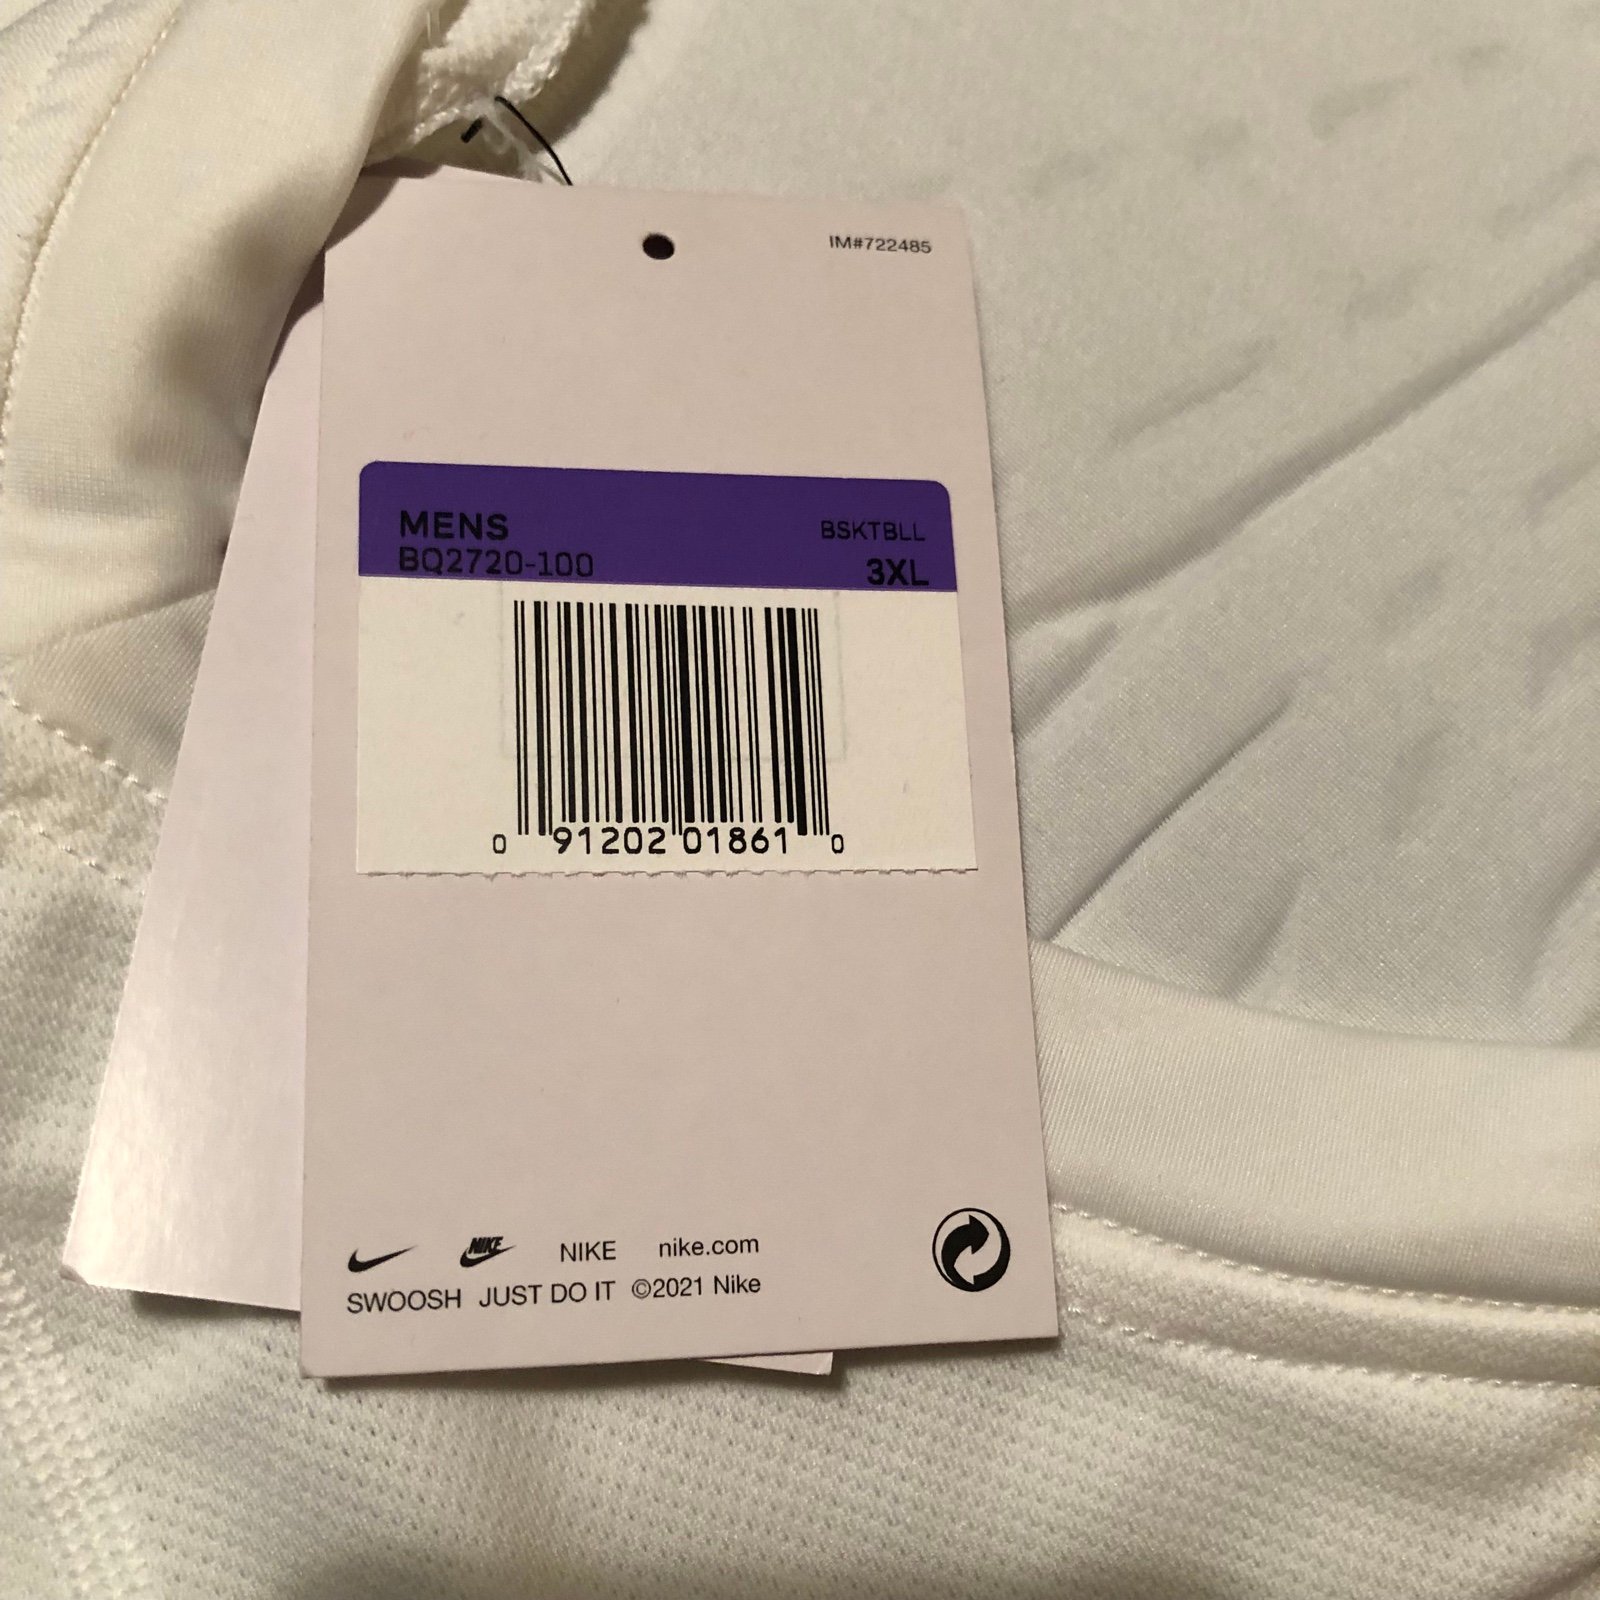 IM#722485
MENS BSKTBLL
BQ2720-100 3XL
0 91202 01861 0
NIKE NIKE nike.com
SWOOSH JUST DO IT ©2021 Nike